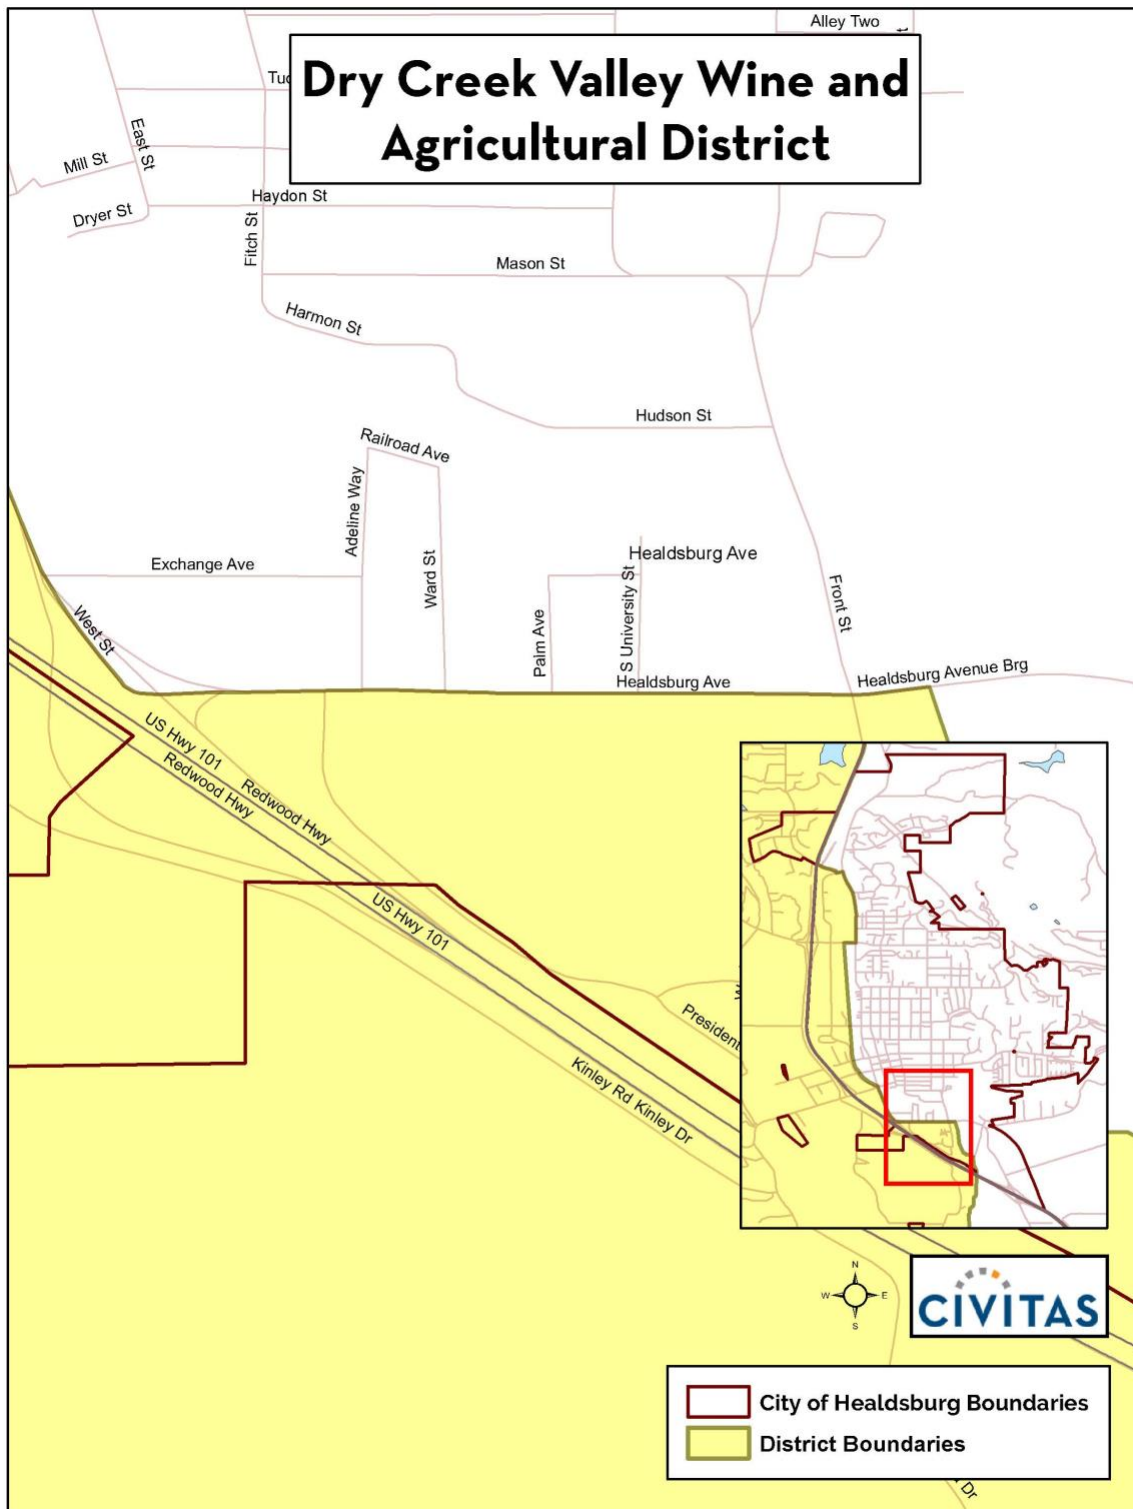 Alley Two
Dry Creek Valley Wine and
Agricultural District
East St
Mill St
Haydon St
Dryer St
Fitch St
Mason St
Harmon St
Hudson St
Railroad Ave
Adeline Way
Healdsburg Ave
Exchange Ave
Ward St
S University St
Front St
West St
Palm Ave
Healdsburg Ave
Healdsburg Avenue Brg
US Hwy 101
Redwood Hwy
Redwood Hwy
US Hwy 101
President
Kinley Rd Kinley Dr
N
W E
S
CIVITAS
City of Healdsburg Boundaries
District Boundaries
Dr